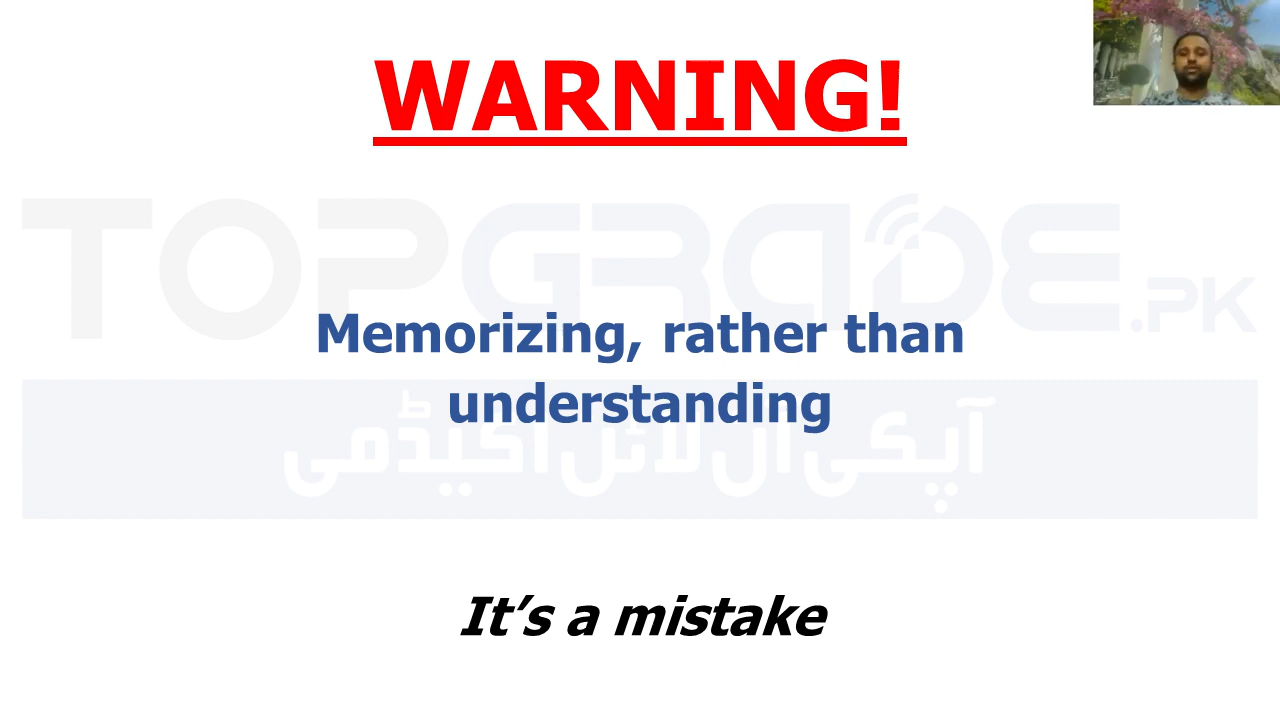 WARNING!
TOPGRADE.PK
Memorizing, rather than
understanding
آپکی آن لائن اکیڈمی
It’s a mistake